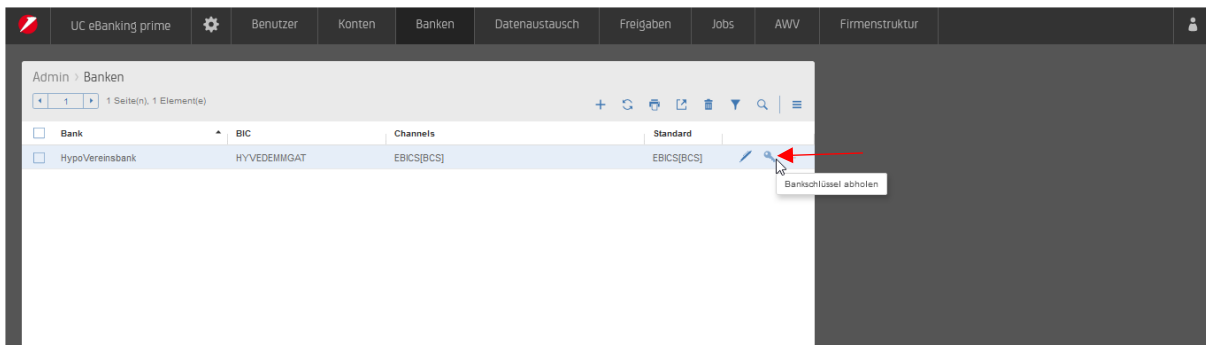 UC eBanking prime Benutzer Konten Banken Datenaustausch Freigaben Jobs AWV Firmenstruktur
Admin > Banken
1 1 Seite(n), 1 Element(e)
Bank BIC Channels Standard
HypoVereinsbank HYVEDEMMGAT EBICS[BCS] EBICS[BCS]
Bankschlüssel abholen